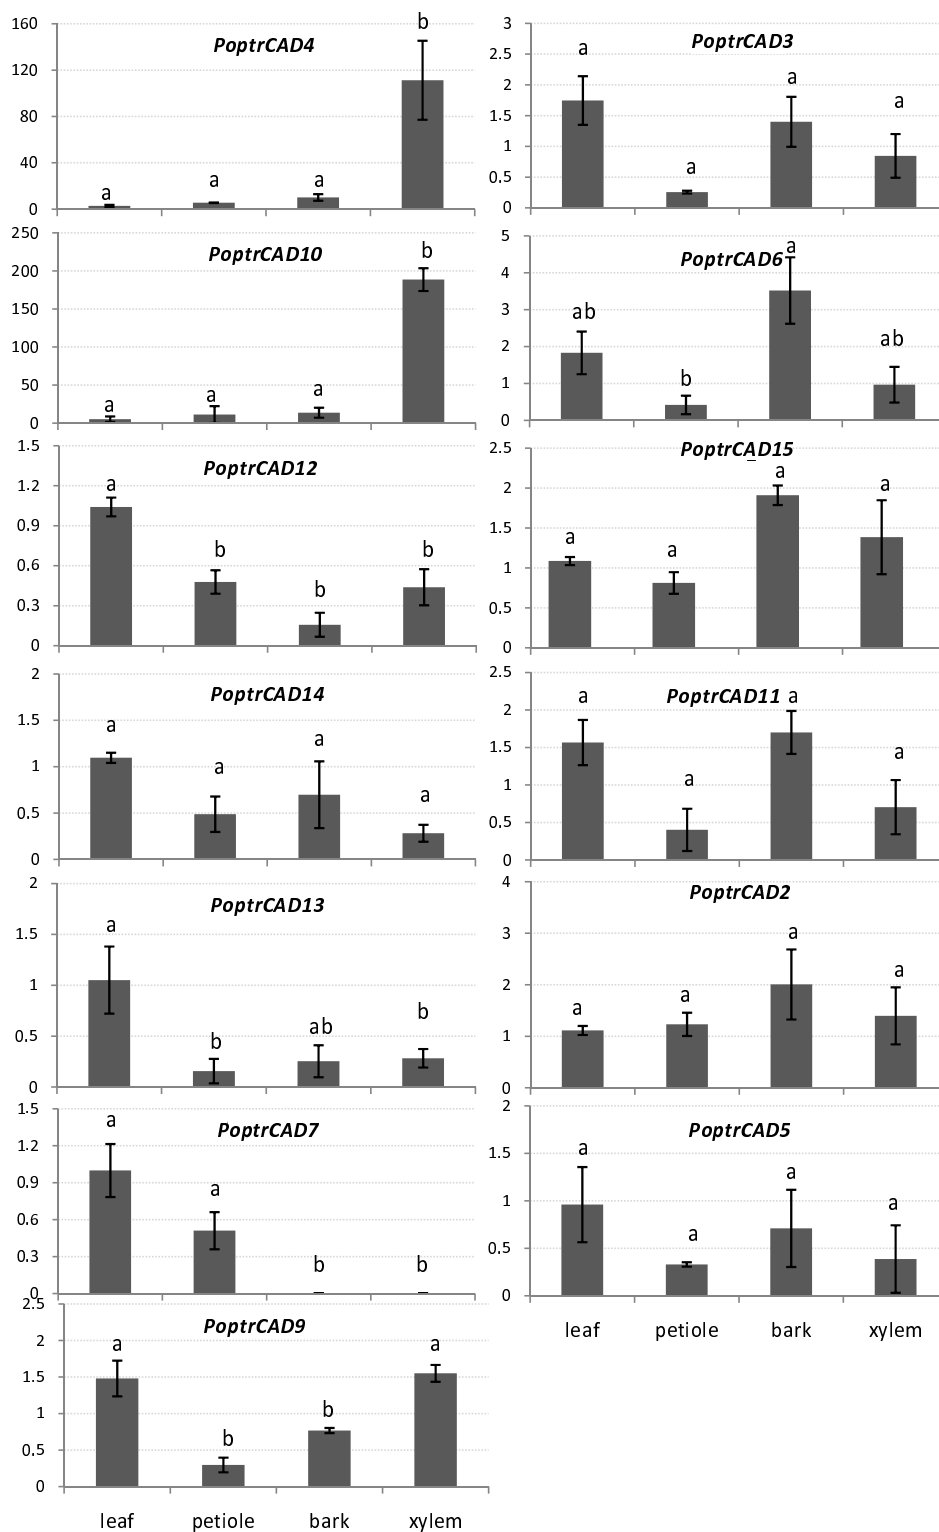 PoptrCAD4
160
120
80
40
0
a
a
a
b
PoptrCAD3
3
2.5
2
1.5
1
0.5
0
a
a
a
a
PoptrCAD10
250
200
150
100
50
0
a
a
a
b
PoptrCAD6
5
4
3
2
1
0
ab
b
a
ab
PoptrCAD12
1.5
1.2
0.9
0.6
0.3
0
a
b
b
b
PoptrCAD15
2.5
2
1.5
1
0.5
0
a
a
a
a
PoptrCAD14
2
1.5
1
0.5
0
a
a
a
a
PoptrCAD11
2.5
2
1.5
1
0.5
0
a
a
a
a
PoptrCAD13
2
1.5
1
0.5
0
a
b
ab
b
PoptrCAD2
4
3
2
1
0
a
a
a
a
PoptrCAD7
1.5
1.2
0.9
0.6
0.3
0
a
a
b
b
PoptrCAD5
2
1.5
1
0.5
0
a
a
a
a
leaf petiole bark xylem
PoptrCAD9
2.5
2
1.5
1
0.5
0
a
b
b
a
leaf petiole bark xylem